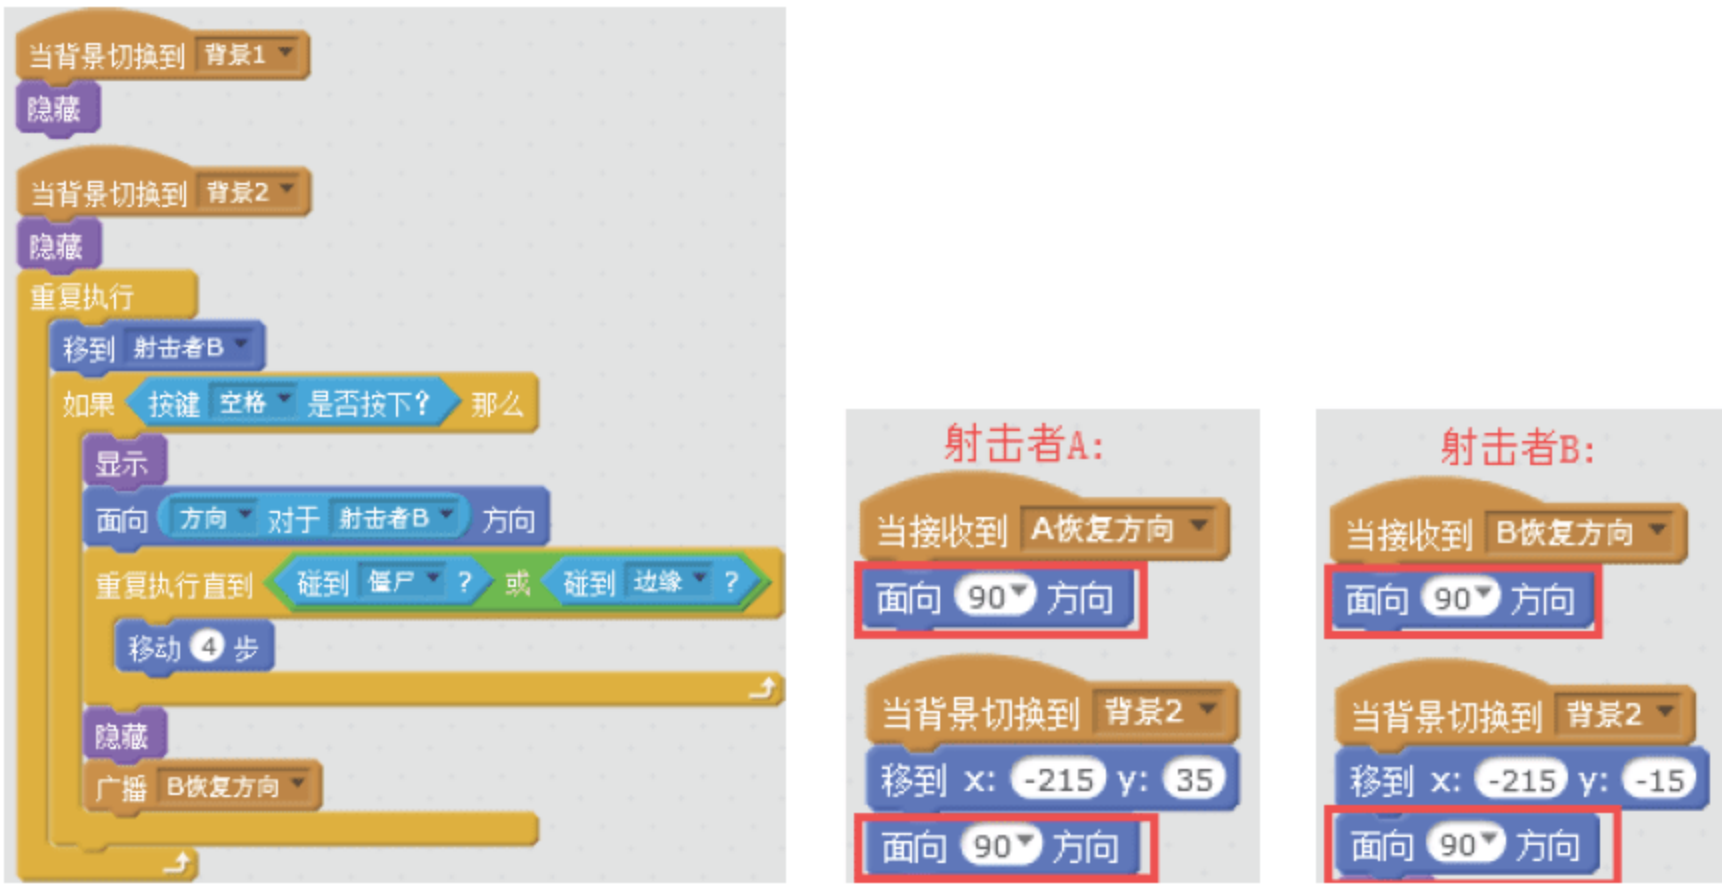 当背景切换到 背景1
隐藏
当背景切换到 背景2
隐藏
重复执行
移到 射击者B
如果 按键 空格 是否按下? 那么
显示
面向 方向 对于 射击者B 方向
重复执行直到 碰到 僵尸 ? 或 碰到 边缘 ?
移动 4 步
隐藏
广播 B恢复方向
射击者A:
当接收到 A恢复方向
面向 90 方向
当背景切换到 背景2
移到 x: -215 y: 35
面向 90 方向
射击者B:
当接收到 B恢复方向
面向 90 方向
当背景切换到 背景2
移到 x: -215 y: -15
面向 90 方向